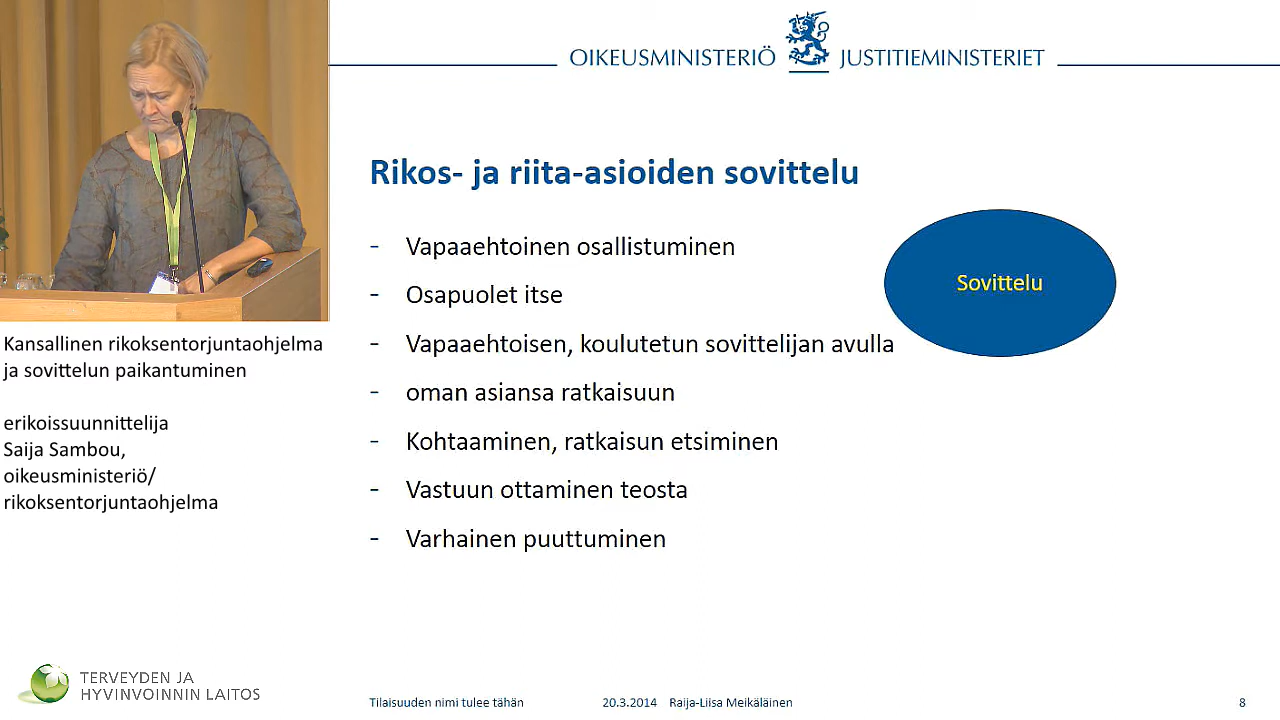 OIKEUSMINISTERIÖ JUSTITIEMINISTERIET
Rikos- ja riita-asioiden sovittelu
- Vapaaehtoinen osallistuminen
- Osapuolet itse
- Vapaaehtoisen, koulutetun sovittelijan avulla
- oman asiansa ratkaisuun
- Kohtaaminen, ratkaisun etsiminen
- Vastuun ottaminen teosta
- Varhainen puuttuminen
Sovittelu
Kansallinen rikoksentorjuntaohjelma
ja sovittelun paikantuminen
erikoissuunnittelija
Saija Sambou,
oikeusministeriö/
rikoksentorjuntaohjelma
TERVEYDEN JA
HYVINVOINNIN LAITOS
Tilaisuuden nimi tulee tähän 20.3.2014 Raija-Liisa Meikäläinen 8